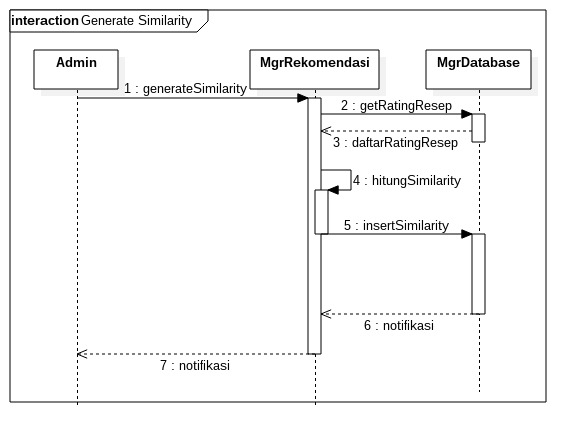 interaction Generate Similarity
Admin
MgrRekomendasi
MgrDatabase
1 : generateSimilarity
2 : getRatingResep
3 : daftarRatingResep
4 : hitungSimilarity
5 : insertSimilarity
6 : notifikasi
7 : notifikasi